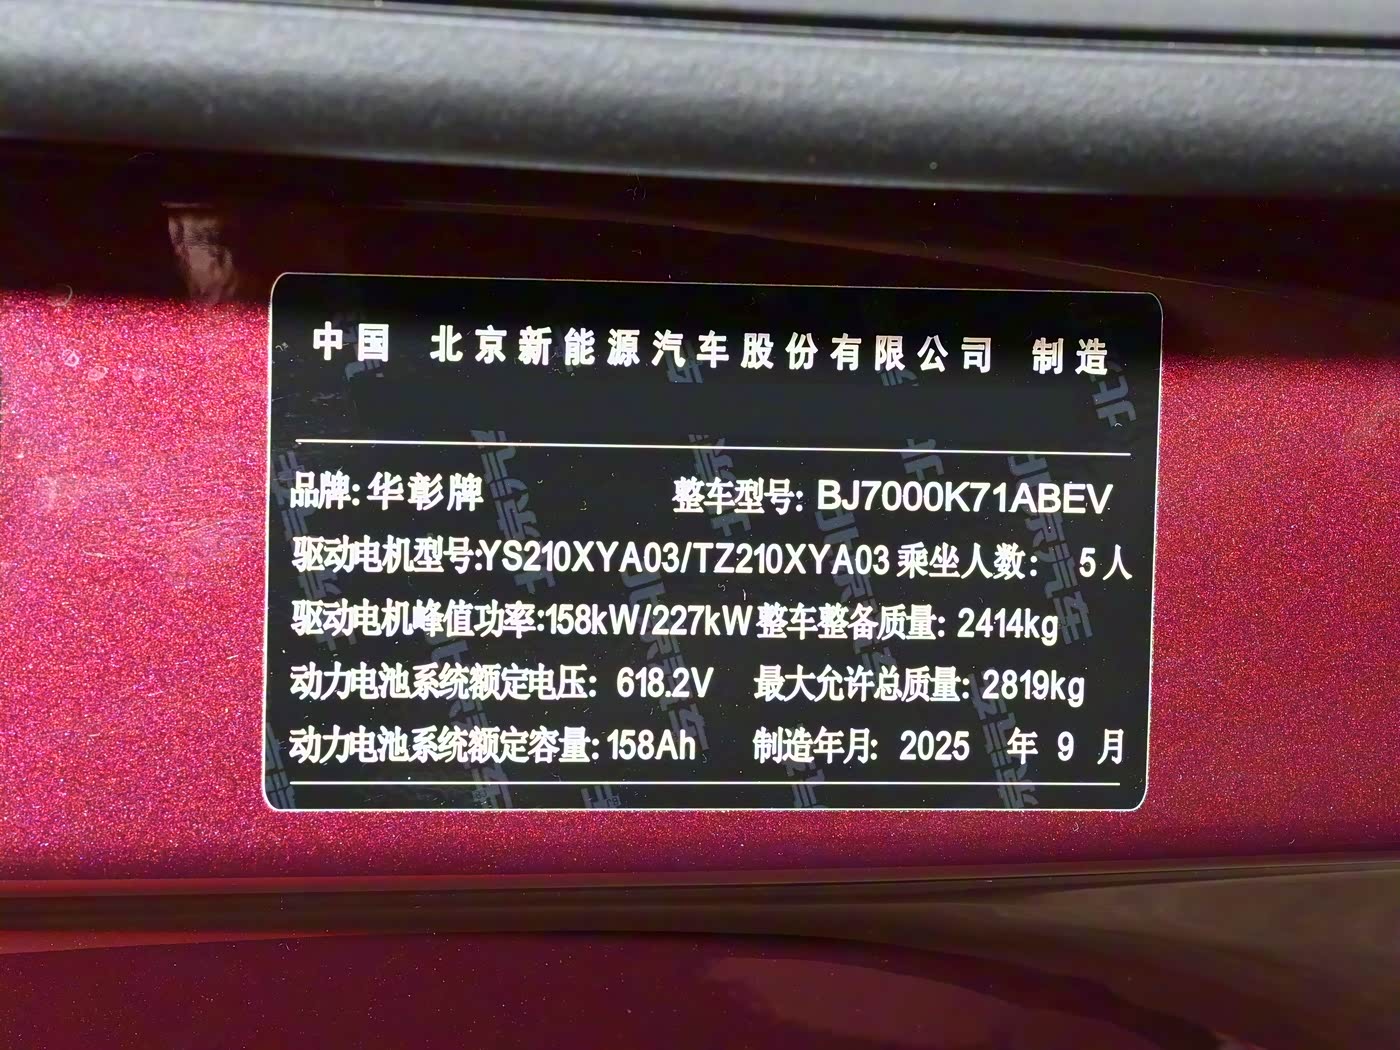 中国 北京新能源汽车股份有限公司 制造
品牌: 华彰牌 整车型号: BJ7000K71ABEV
驱动电机型号:YS210XYA03/TZ210XYA03 乘坐人数: 5人
驱动电机峰值功率:158kW/227kW 整车整备质量: 2414kg
动力电池系统额定电压: 618.2V 最大允许总质量: 2819kg
动力电池系统额定容量: 158Ah 制造年月: 2025 年 9 月